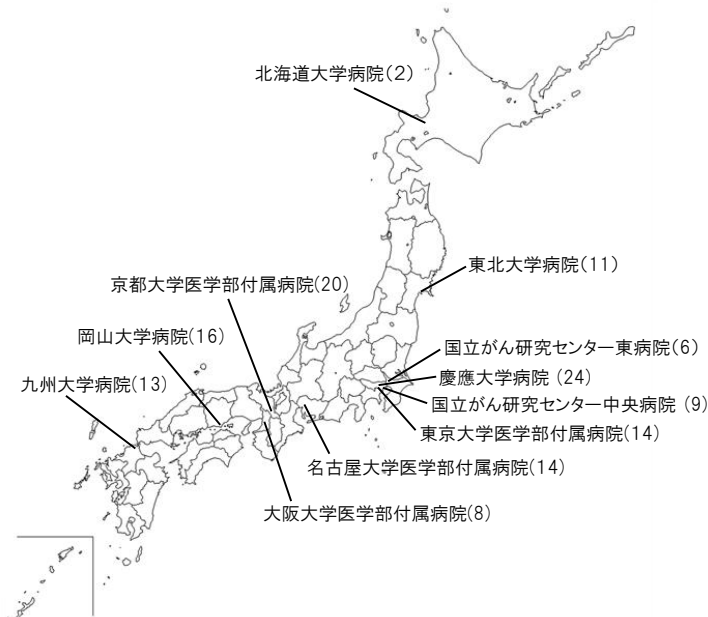 北海道大学病院(2)
東北大学病院(11)
京都大学医学部付属病院(20)
岡山大学病院(16)
国立がん研究センター東病院(6)
慶應大学病院 (24)
九州大学病院(13)
国立がん研究センター中央病院 (9)
東京大学医学部付属病院(14)
名古屋大学医学部付属病院(14)
大阪大学医学部付属病院(8)